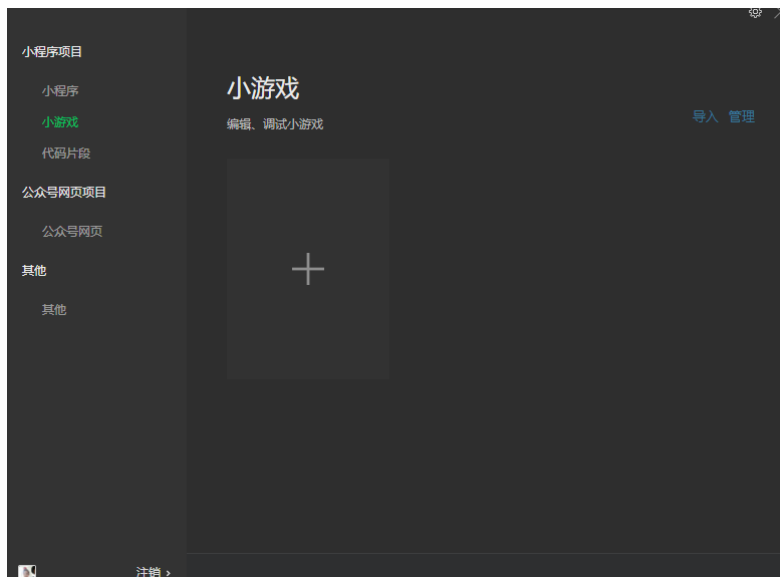 小程序项目
小程序
小游戏
代码片段
公众号网页项目
公众号网页
其他
其他
注销 ›
小游戏
编辑、调试小游戏
导入 管理